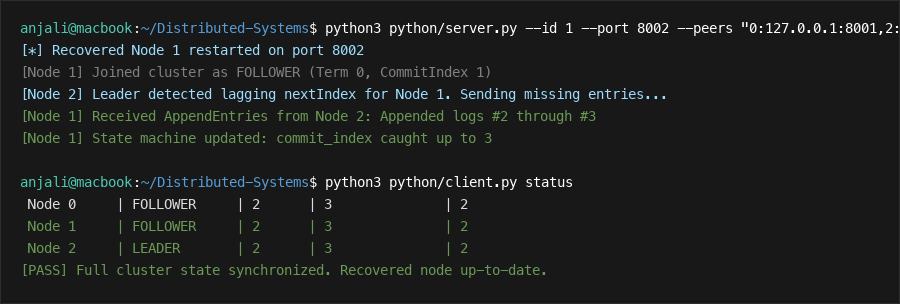 anjali@macbook:~/Distributed-Systems$ python3 python/server.py --id 1 --port 8002 --peers "0:127.0.0.1:8001,2:
[*] Recovered Node 1 restarted on port 8002
[Node 1] Joined cluster as FOLLOWER (Term 0, CommitIndex 1)
[Node 2] Leader detected lagging nextIndex for Node 1. Sending missing entries...
[Node 1] Received AppendEntries from Node 2: Appended logs #2 through #3
[Node 1] State machine updated: commit_index caught up to 3
anjali@macbook:~/Distributed-Systems$ python3 python/client.py status
Node 0     | FOLLOWER     | 2      | 3            | 2
Node 1     | FOLLOWER     | 2      | 3            | 2
Node 2     | LEADER       | 2      | 3            | 2
[PASS] Full cluster state synchronized. Recovered node up-to-date.